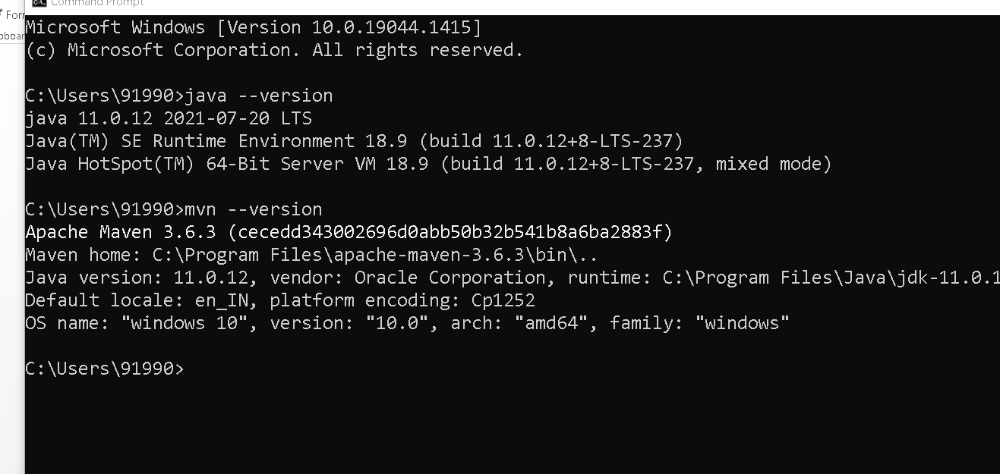 Command Prompt
Microsoft Windows [Version 10.0.19044.1415]
(c) Microsoft Corporation. All rights reserved.
C:\Users\91990>java --version
java 11.0.12 2021-07-20 LTS
Java(TM) SE Runtime Environment 18.9 (build 11.0.12+8-LTS-237)
Java HotSpot(TM) 64-Bit Server VM 18.9 (build 11.0.12+8-LTS-237, mixed mode)
C:\Users\91990>mvn --version
Apache Maven 3.6.3 (cecedd343002696d0abb50b32b541b8a6ba2883f)
Maven home: C:\Program Files\apache-maven-3.6.3\bin\..
Java version: 11.0.12, vendor: Oracle Corporation, runtime: C:\Program Files\Java\jdk-11.0.1
Default locale: en_IN, platform encoding: Cp1252
OS name: "windows 10", version: "10.0", arch: "amd64", family: "windows"
C:\Users\91990>